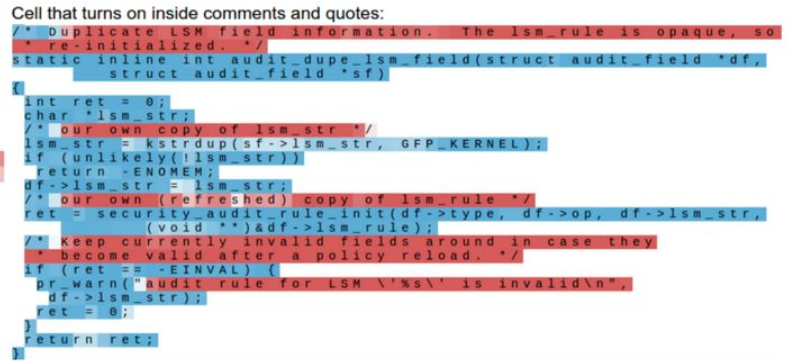 Cell that turns on inside comments and quotes:
/* Duplicate LSM field information. The lsm_rule is opaque, so
 * re-initialized. */
static inline int audit_dupe_lsm_field(struct audit_field *df,
          struct audit_field *sf)
{
 int ret = 0;
 char *lsm_str;
 /* our own copy of lsm_str */
 lsm_str = kstrdup(sf->lsm_str, GFP_KERNEL);
 if (unlikely(!lsm_str))
  return -ENOMEM;
 df->lsm_str = lsm_str;
 /* our own (refreshed) copy of lsm_rule */
 ret = security_audit_rule_init(df->type, df->op, df->lsm_str,
           (void **)&df->lsm_rule);
 /* Keep currently invalid fields around in case they
  * become valid after a policy reload. */
 if (ret == -EINVAL) {
  pr_warn("audit rule for LSM \'%s\' is invalid\n",
   df->lsm_str);
  ret = 0;
 }
 return ret;
}